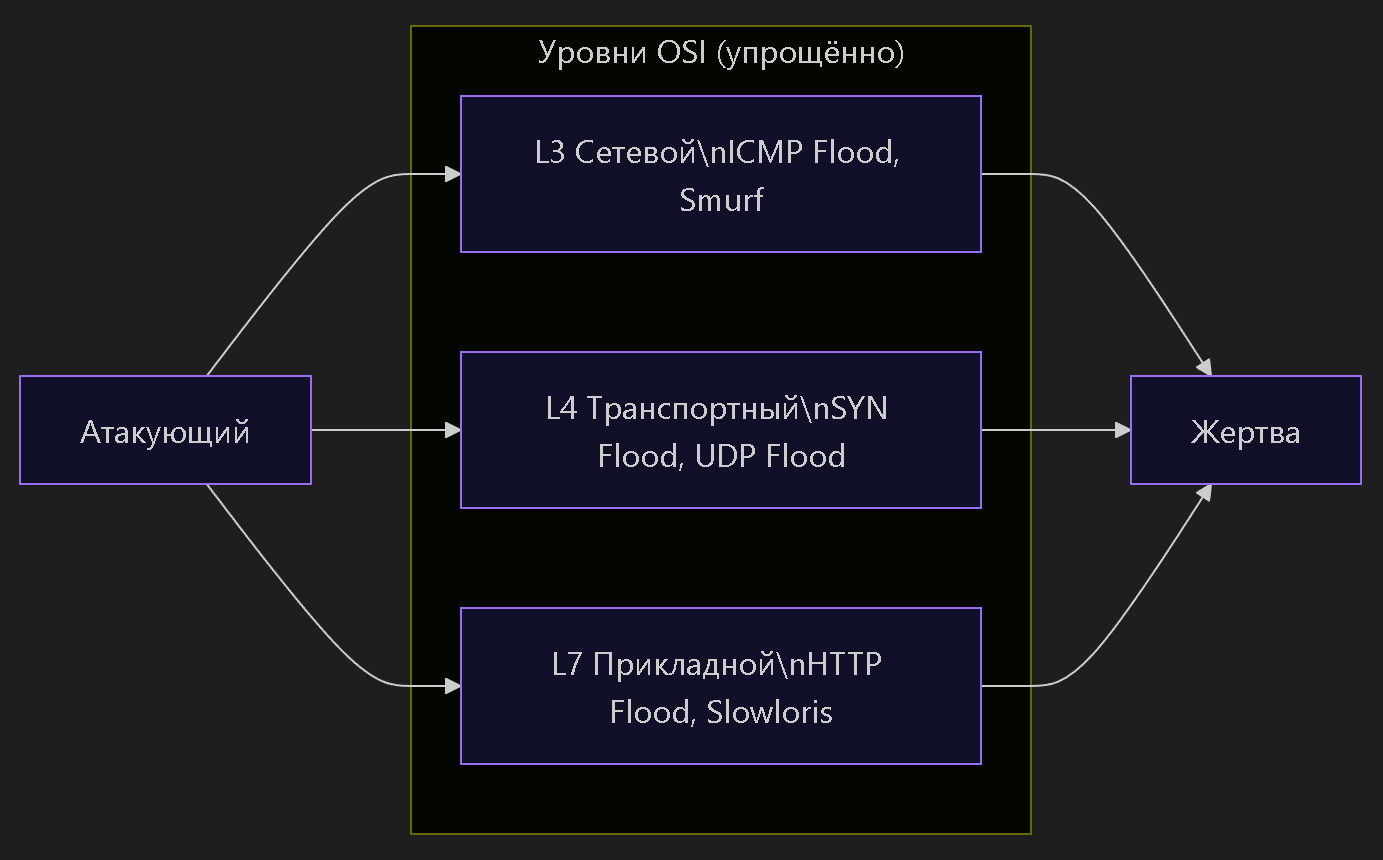 Уровни OSI (упрощённо)
L3 Сетевой\nICMP Flood,
Smurf
Атакующий
L4 Транспортный\nSYN
Flood, UDP Flood
Жертва
L7 Прикладной\nHTTP
Flood, Slowloris